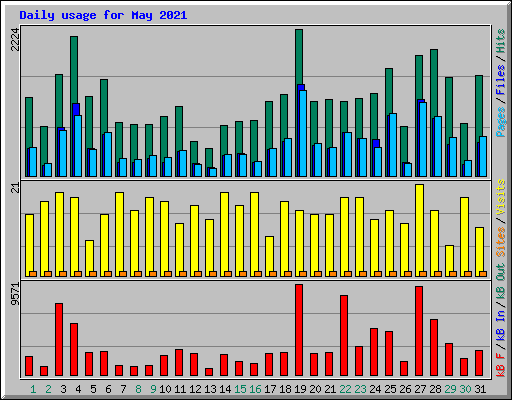 Daily usage for May 2021
2224
Pages / Files / Hits
21
Sites / Visits
9571
kB F / kB In / kB Out
1 2 3 4 5 6 7 8 9 10 11 12 13 14 15 16 17 18 19 20 21 22 23 24 25 26 27 28 29 30 31